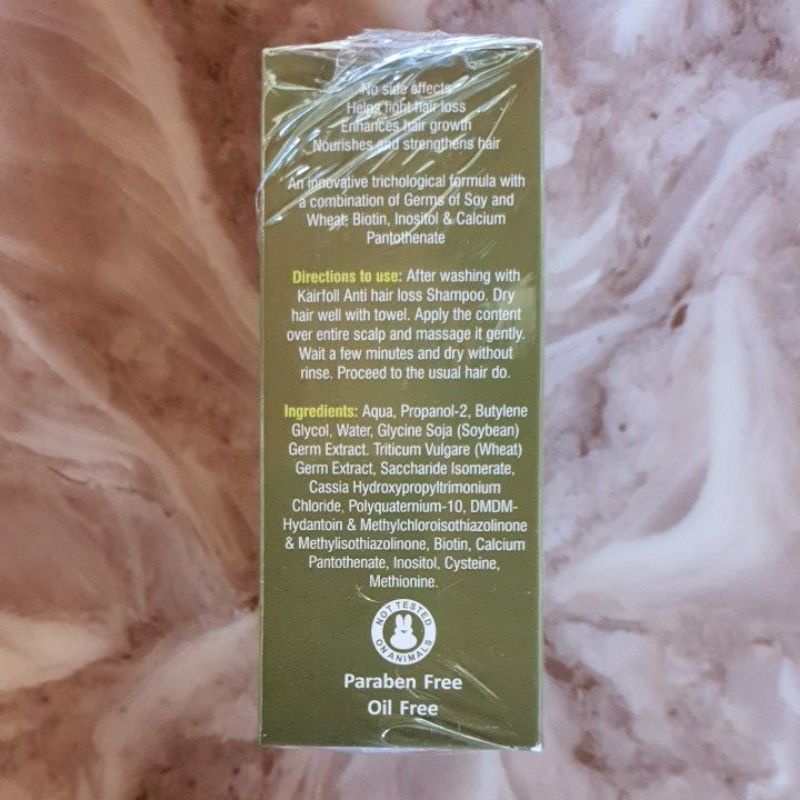 No side effects
Helps fight hair loss
Enhances hair growth
Nourishes and strengthens hair
An innovative trichological formula with
a combination of Germs of Soy and
Wheat, Biotin, Inositol & Calcium
Pantothenate
Directions to use: After washing with
Kairfoll Anti hair loss Shampoo. Dry
hair well with towel. Apply the content
over entire scalp and massage it gently.
Wait a few minutes and dry without
rinse. Proceed to the usual hair do.
Ingredients: Aqua, Propanol-2, Butylene
Glycol, Water, Glycine Soja (Soybean)
Germ Extract. Triticum Vulgare (Wheat)
Germ Extract, Saccharide Isomerate,
Cassia Hydroxypropyltrimonium
Chloride, Polyquaternium-10, DMDM-
Hydantoin & Methylchloroisothiazolinone
& Methylisothiazolinone, Biotin, Calcium
Pantothenate, Inositol, Cysteine,
Methionine.
NOT TESTED
ON ANIMALS
Paraben Free
Oil Free